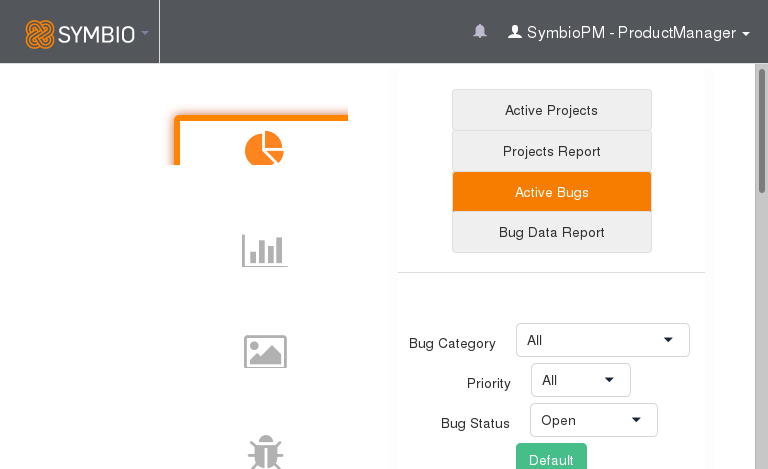 SYMBIO
SymbioPM - ProductManager
Active Projects
Projects Report
Active Bugs
Bug Data Report
Bug Category All
Priority All
Bug Status Open
Default